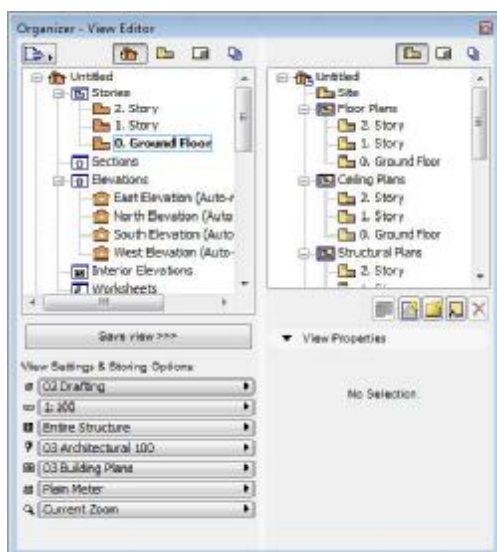 Organizer - View Editor
Untitled
Stories
2. Story
1. Story
0. Ground Floor
Sections
Elevations
East Elevation (Auto-r
North Elevation (Auto
South Elevation (Auto
West Elevation (Auto-
Interior Elevations
Worksheets
Save view >>>
View Settings & Storing Options
03 Drafting
1:100
Entire Structure
03 Architectural 100
03 Building Plans
Plain Meter
Current Zoom
Untitled
Site
Floor Plans
2. Story
1. Story
0. Ground Floor
Ceiling Plans
2. Story
1. Story
0. Ground Floor
Structural Plans
2. Story
View Properties
No Selection.